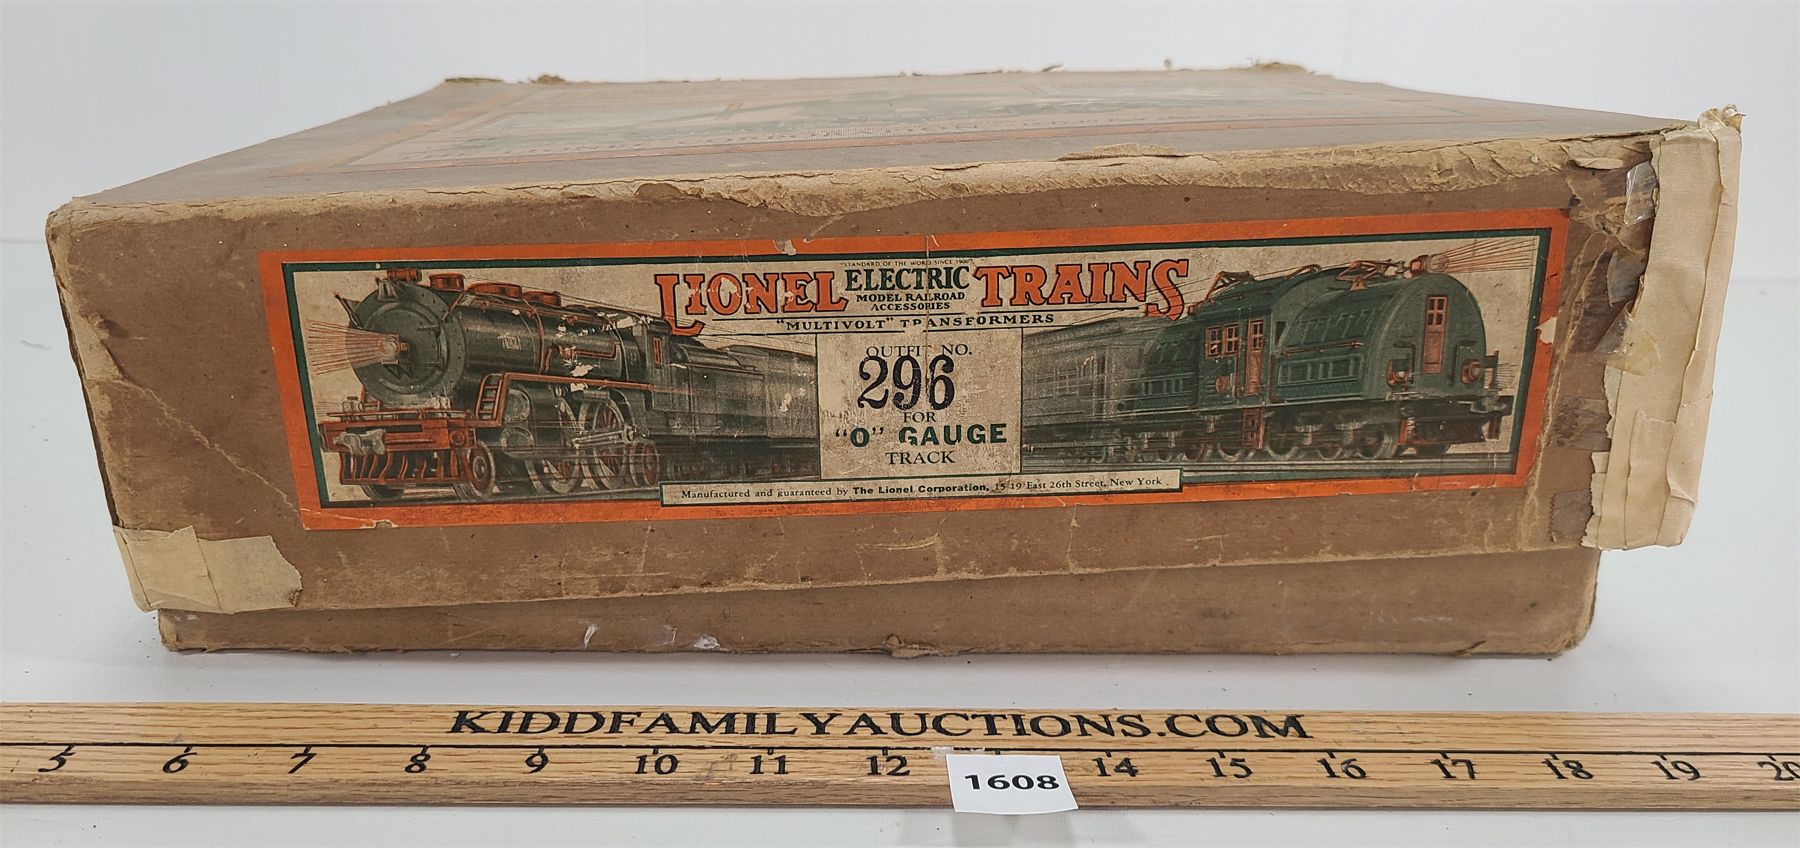 "STANDARD OF THE WORLD SINCE 1900"
LIONEL ELECTRIC TRAINS
MODEL RAILROAD
ACCESSORIES
"MULTIVOLT" TRANSFORMERS
OUTFIT NO.
296
FOR
"O" GAUGE
TRACK
Manufactured and guaranteed by The Lionel Corporation, 15-19 East 26th Street, New York
KIDDFAMILYAUCTIONS.COM
5 6 7 8 9 10 11 12 14 15 16 17 18 19 20
1608